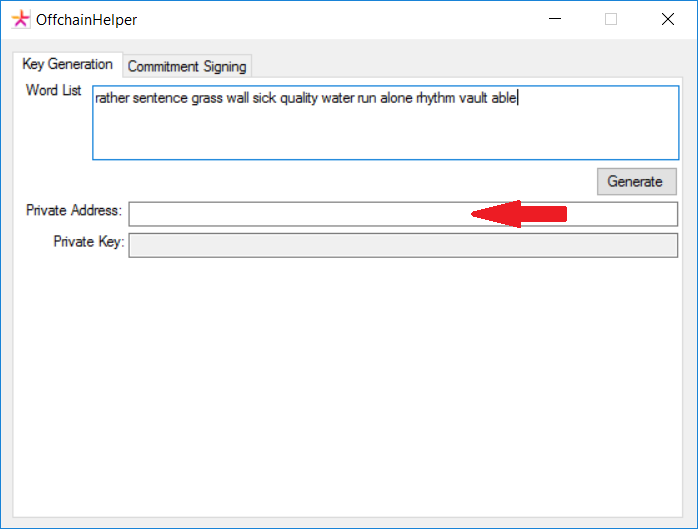 OffchainHelper
Key Generation
Commitment Signing
Word List
rather sentence grass wall sick quality water run alone rhythm vault able
Generate
Private Address:
Private Key: